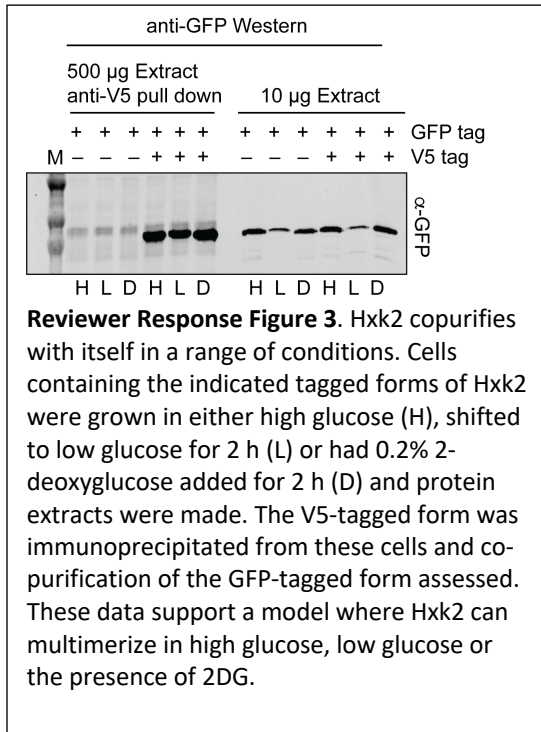 anti-GFP Western
500 µg Extract
anti-V5 pull down
10 µg Extract
+ + + + + + + + + + + + GFP tag
M – – – + + + – – – + + + V5 tag
α-GFP
H L D H L D H L D H L D
Reviewer Response Figure 3. Hxk2 copurifies
with itself in a range of conditions. Cells
containing the indicated tagged forms of Hxk2
were grown in either high glucose (H), shifted
to low glucose for 2 h (L) or had 0.2% 2-
deoxyglucose added for 2 h (D) and protein
extracts were made. The V5-tagged form was
immunoprecipitated from these cells and co-
purification of the GFP-tagged form assessed.
These data support a model where Hxk2 can
multimerize in high glucose, low glucose or
the presence of 2DG.